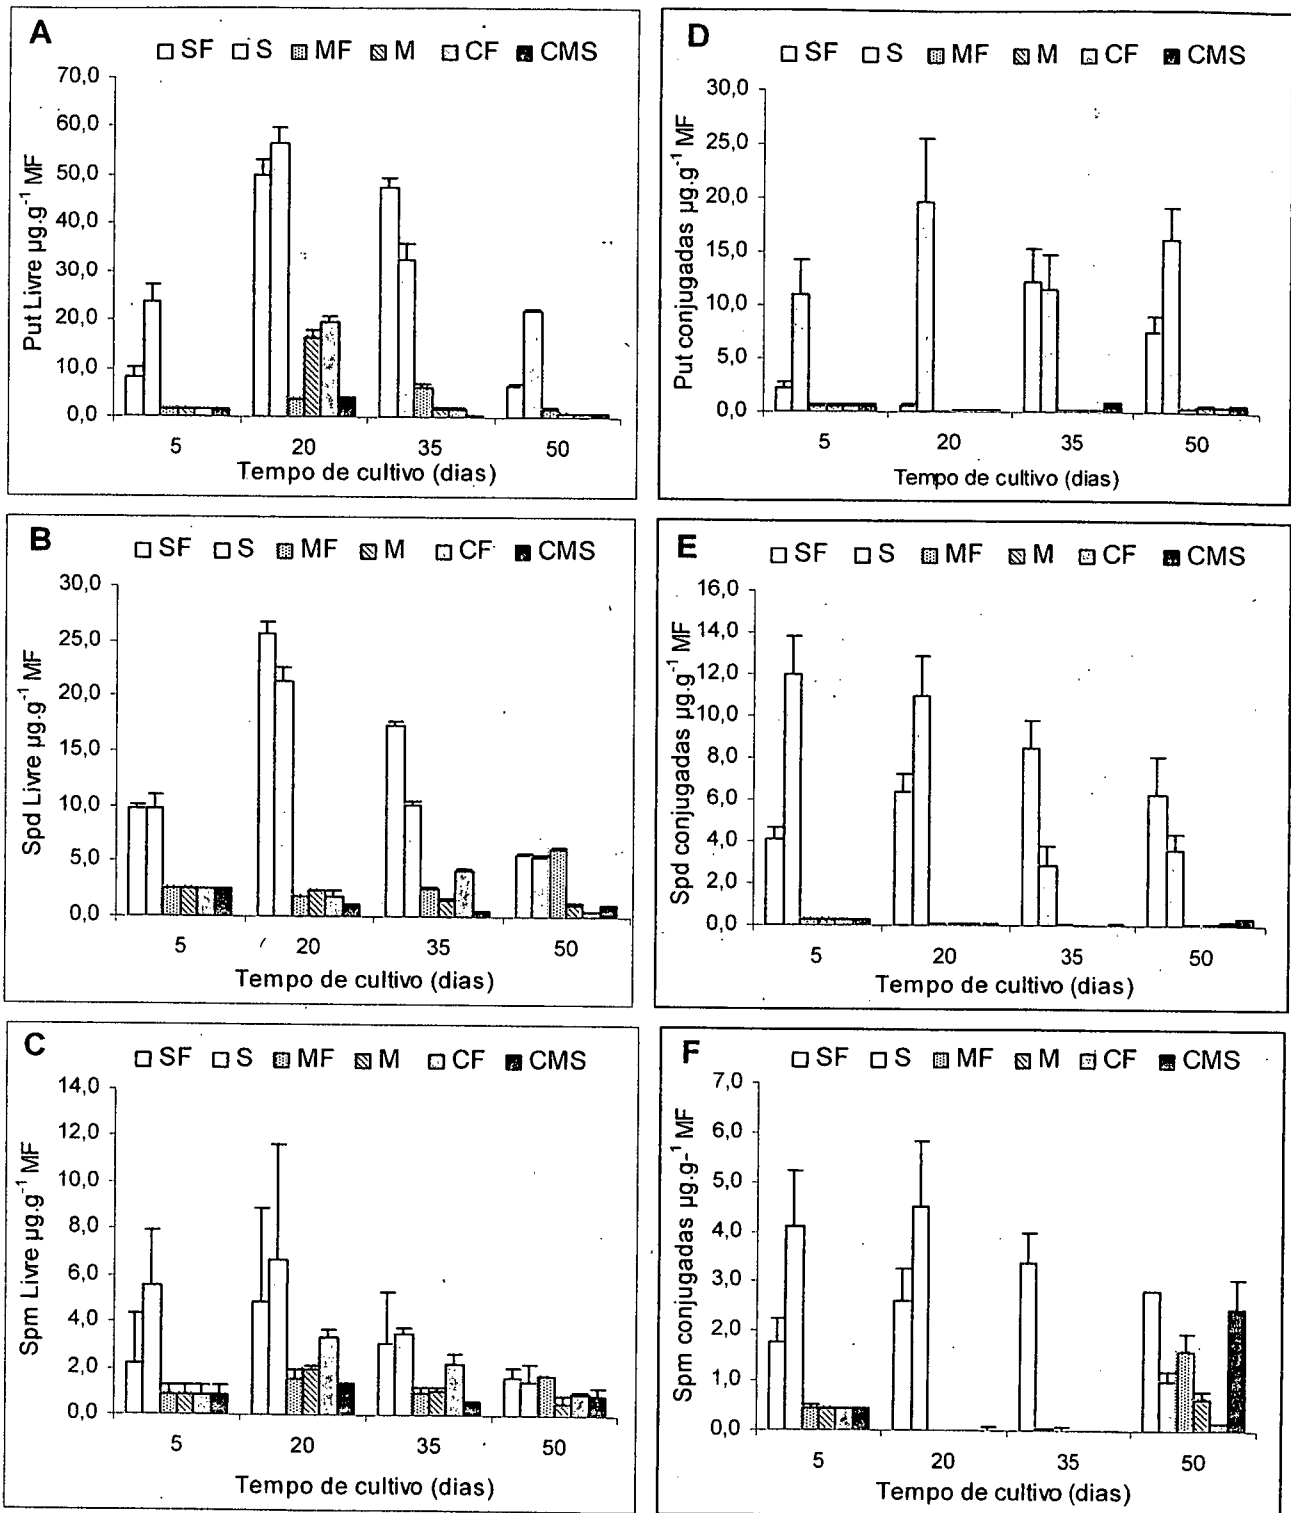 A
SF S MF M CF CMS
Put Livre µg.g⁻¹ MF
70,0
60,0
50,0
40,0
30,0
20,0
10,0
0,0
5 20 35 50
Tempo de cultivo (dias)
D
SF S MF M CF CMS
Put conjugadas µg.g⁻¹ MF
30,0
25,0
20,0
15,0
10,0
5,0
0,0
5 20 35 50
Tempo de cultivo (dias)
B
SF S MF M CF CMS
Spd Livre µg.g⁻¹ MF
30,0
25,0
20,0
15,0
10,0
5,0
0,0
5 20 35 50
Tempo de cultivo (dias)
E
SF S MF M CF CMS
Spd conjugadas µg.g⁻¹ MF
16,0
14,0
12,0
10,0
8,0
6,0
4,0
2,0
0,0
5 20 35 50
Tempo de cultivo (dias)
C
SF S MF M CF CMS
Spm Livre µg.g⁻¹ MF
14,0
12,0
10,0
8,0
6,0
4,0
2,0
0,0
5 20 35 50
Tempo de cultivo (dias)
F
SF S MF M CF CMS
Spm conjugadas µg.g-¹ MF
7,0
6,0
5,0
4,0
3,0
2,0
1,0
0,0
5 20 35 50
Tempo de cultivo (dias)